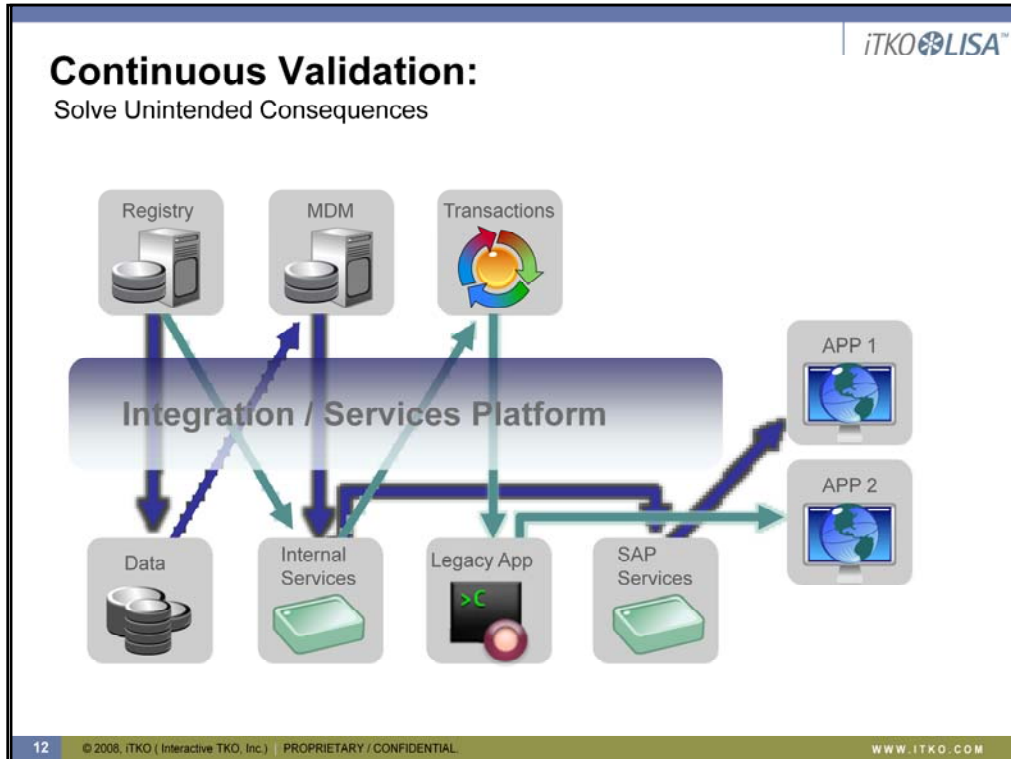 iTKO LISA™
Continuous Validation:
Solve Unintended Consequences
Registry
MDM
Transactions
APP 1
Integration / Services Platform
APP 2
Data
Internal
Services
Legacy App
>C
SAP
Services
12
© 2008, iTKO ( Interactive TKO, Inc.) | PROPRIETARY / CONFIDENTIAL.
WWW.ITKO.COM